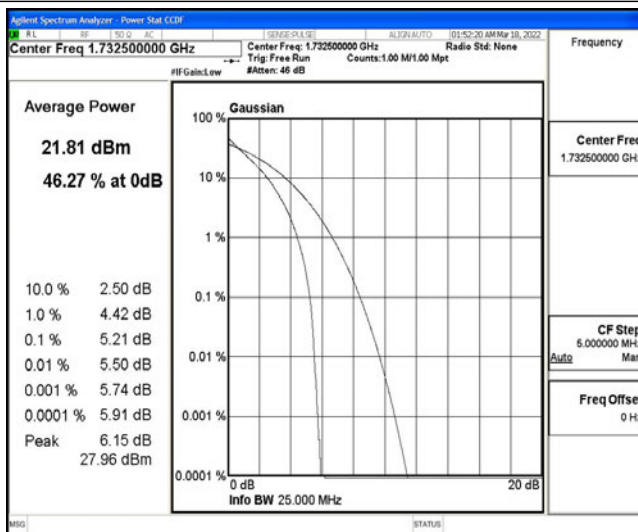 Agilent Spectrum Analyzer - Power Stat CCDF
RL RF 50 Ω AC SENSE:PULSE ALIGN AUTO 01:52:20 AM Mar 18, 2022
Center Freq 1.732500000 GHz
Center Freq: 1.732500000 GHz Radio Std: None
Trig: Free Run Counts:1.00 M/1.00 Mpt
#IFGain:Low #Atten: 46 dB
Frequency
Average Power
21.81 dBm
46.27 % at 0dB
10.0 % 2.50 dB
1.0 % 4.42 dB
0.1 % 5.21 dB
0.01 % 5.50 dB
0.001 % 5.74 dB
0.0001 % 5.91 dB
Peak 6.15 dB
27.96 dBm
Gaussian
100 %
10 %
1 %
0.1 %
0.01 %
0.001 %
0.0001 %
0 dB 20 dB
Info BW 25.000 MHz
Center Freq
1.732500000 GHz
CF Step
5.000000 MHz
Auto Man
Freq Offset
0 Hz
MSG STATUS